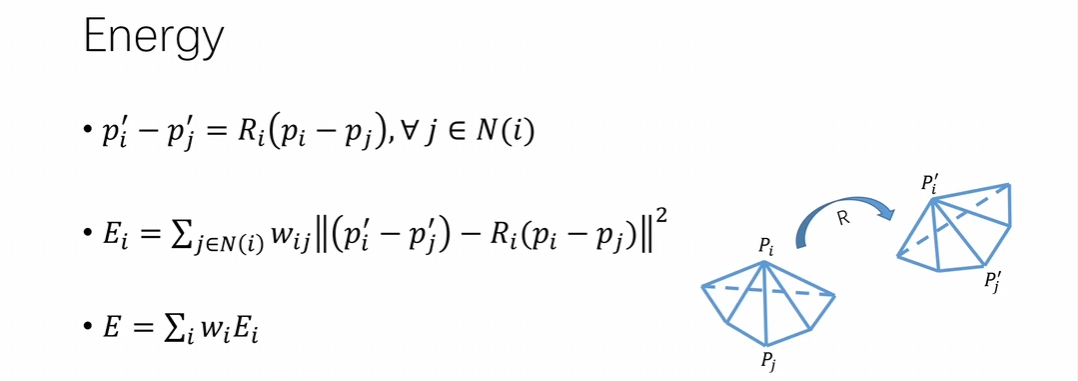 Energy
• p′ᵢ − p′ⱼ = Rᵢ(pᵢ − pⱼ), ∀ j ∈ N(i)
• Eᵢ = ∑_{j∈N(i)} wᵢⱼ‖(p′ᵢ − p′ⱼ) − Rᵢ(pᵢ − pⱼ)‖²
• E = ∑ᵢ wᵢEᵢ
P′ᵢ
R
Pᵢ
P′ⱼ
Pⱼ